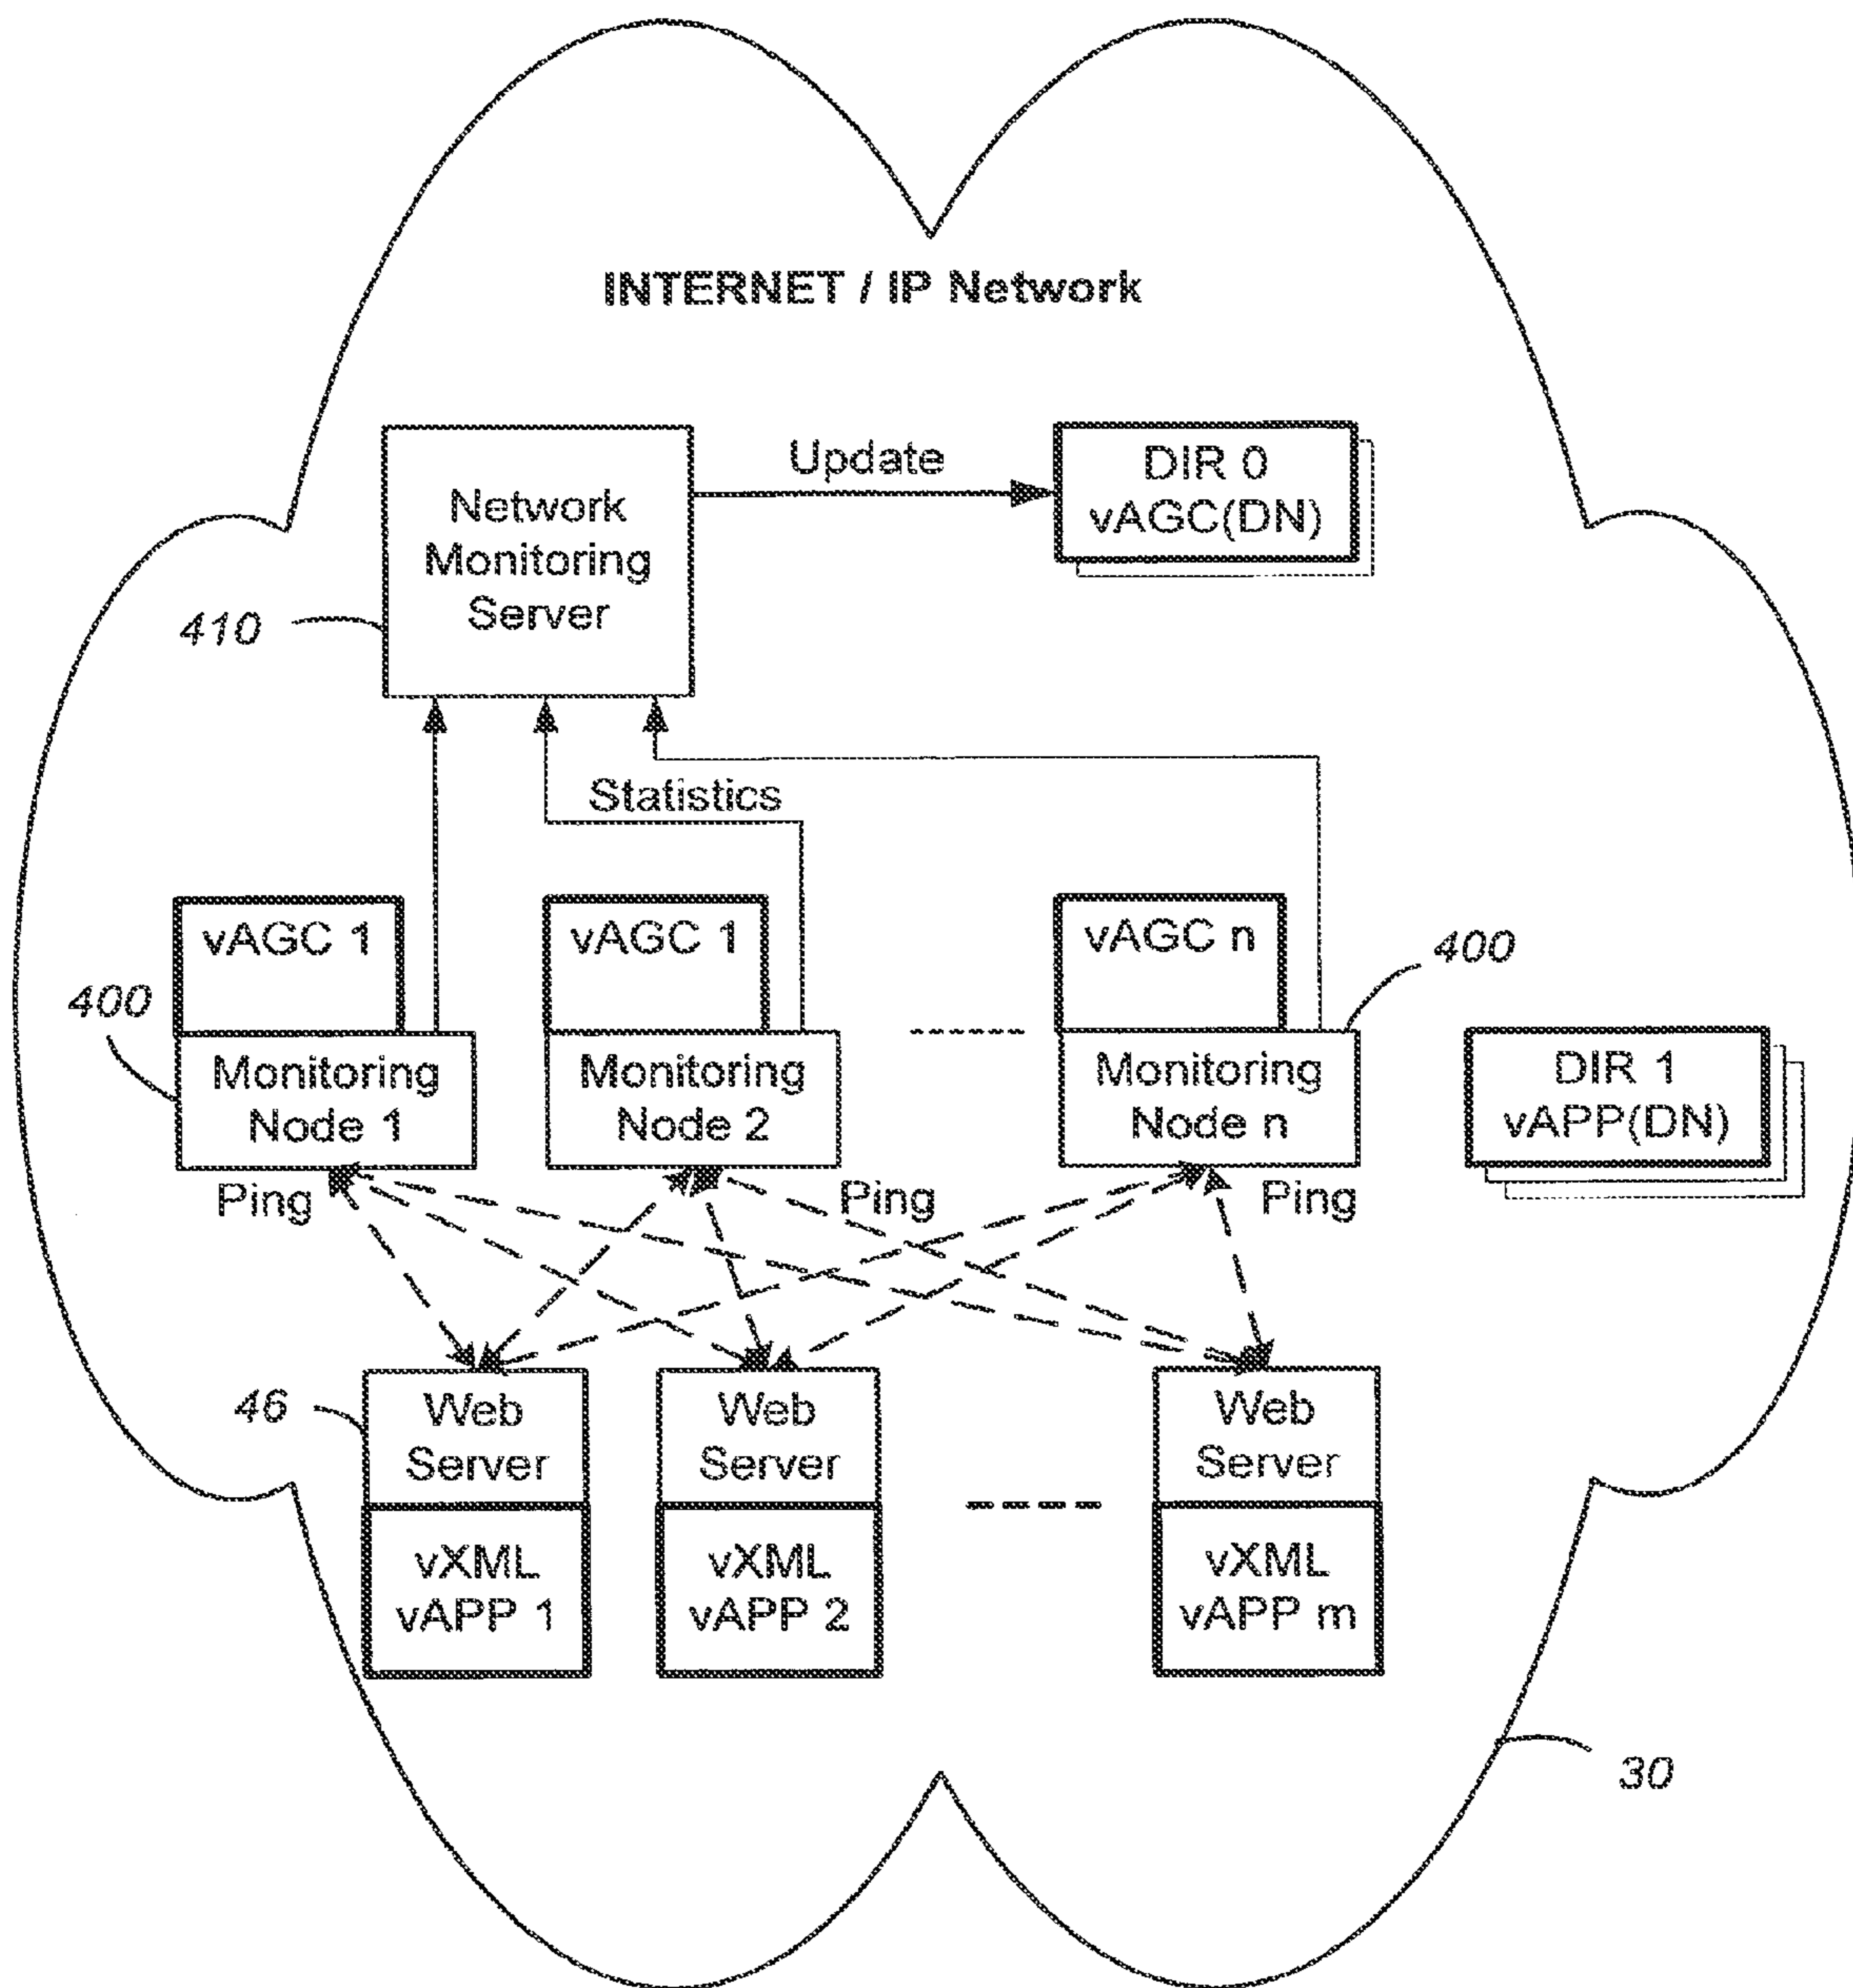 INTERNET / IP Network
Network
Monitoring
Server
Update
DIR 0
vAGC(DN)
410
Statistics
vAGC 1
vAGC 1
vAGC n
400
400
Monitoring
Node 1
Monitoring
Node 2
Monitoring
Node n
DIR 1
vAPP(DN)
Ping
Ping
Ping
46
Web
Server
Web
Server
Web
Server
vXML
vAPP 1
vXML
vAPP 2
vXML
vAPP m
30